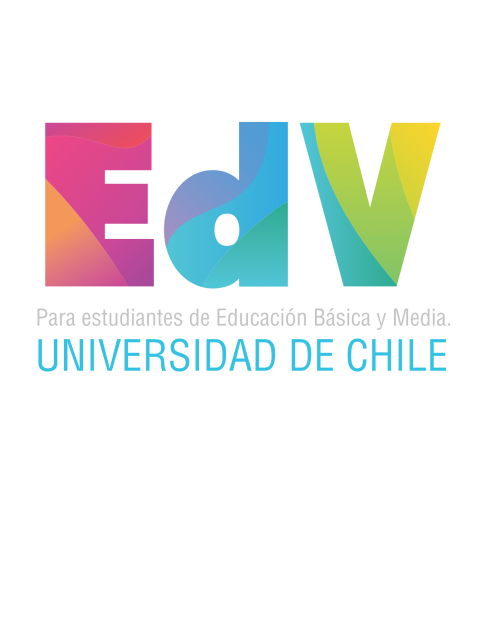 EdV
Para estudiantes de Educación Básica y Media.
UNIVERSIDAD DE CHILE